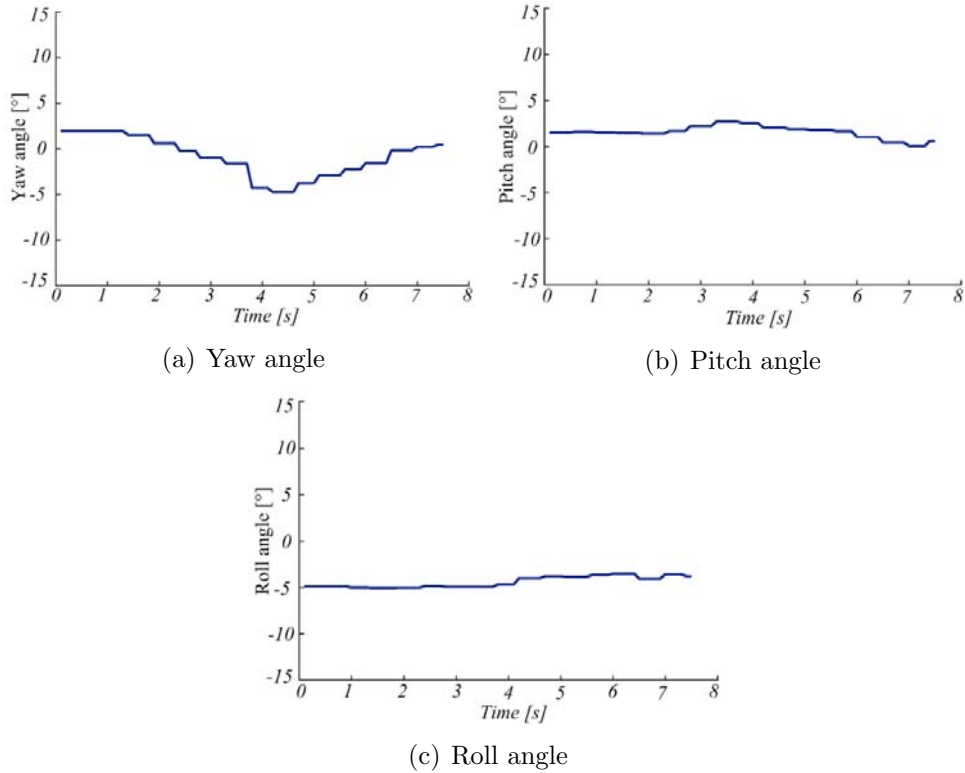 15
10
5
0
-5
-10
-15
Yaw angle [°]
0 1 2 3 4 5 6 7 8
Time [s]
(a) Yaw angle
15
10
5
0
-5
-10
-15
Pitch angle [°]
0 1 2 3 4 5 6 7 8
Time [s]
(b) Pitch angle
15
10
5
0
-5
-10
-15
Roll angle [°]
0 1 2 3 4 5 6 7 8
Time [s]
(c) Roll angle